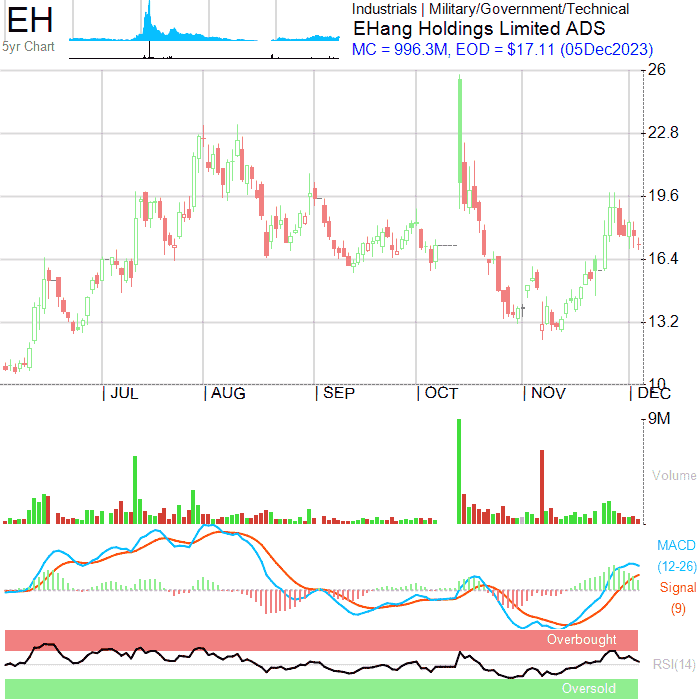 EH
5yr Chart
Industrials | Military/Government/Technical
EHang Holdings Limited ADS
MC = 996.3M, EOD = $17.11 (05Dec2023)
26
22.8
19.6
16.4
13.2
10
JUL
AUG
SEP
OCT
NOV
DEC
9M
Volume
MACD
(12-26)
Signal
(9)
Overbought
RSI(14)
Oversold